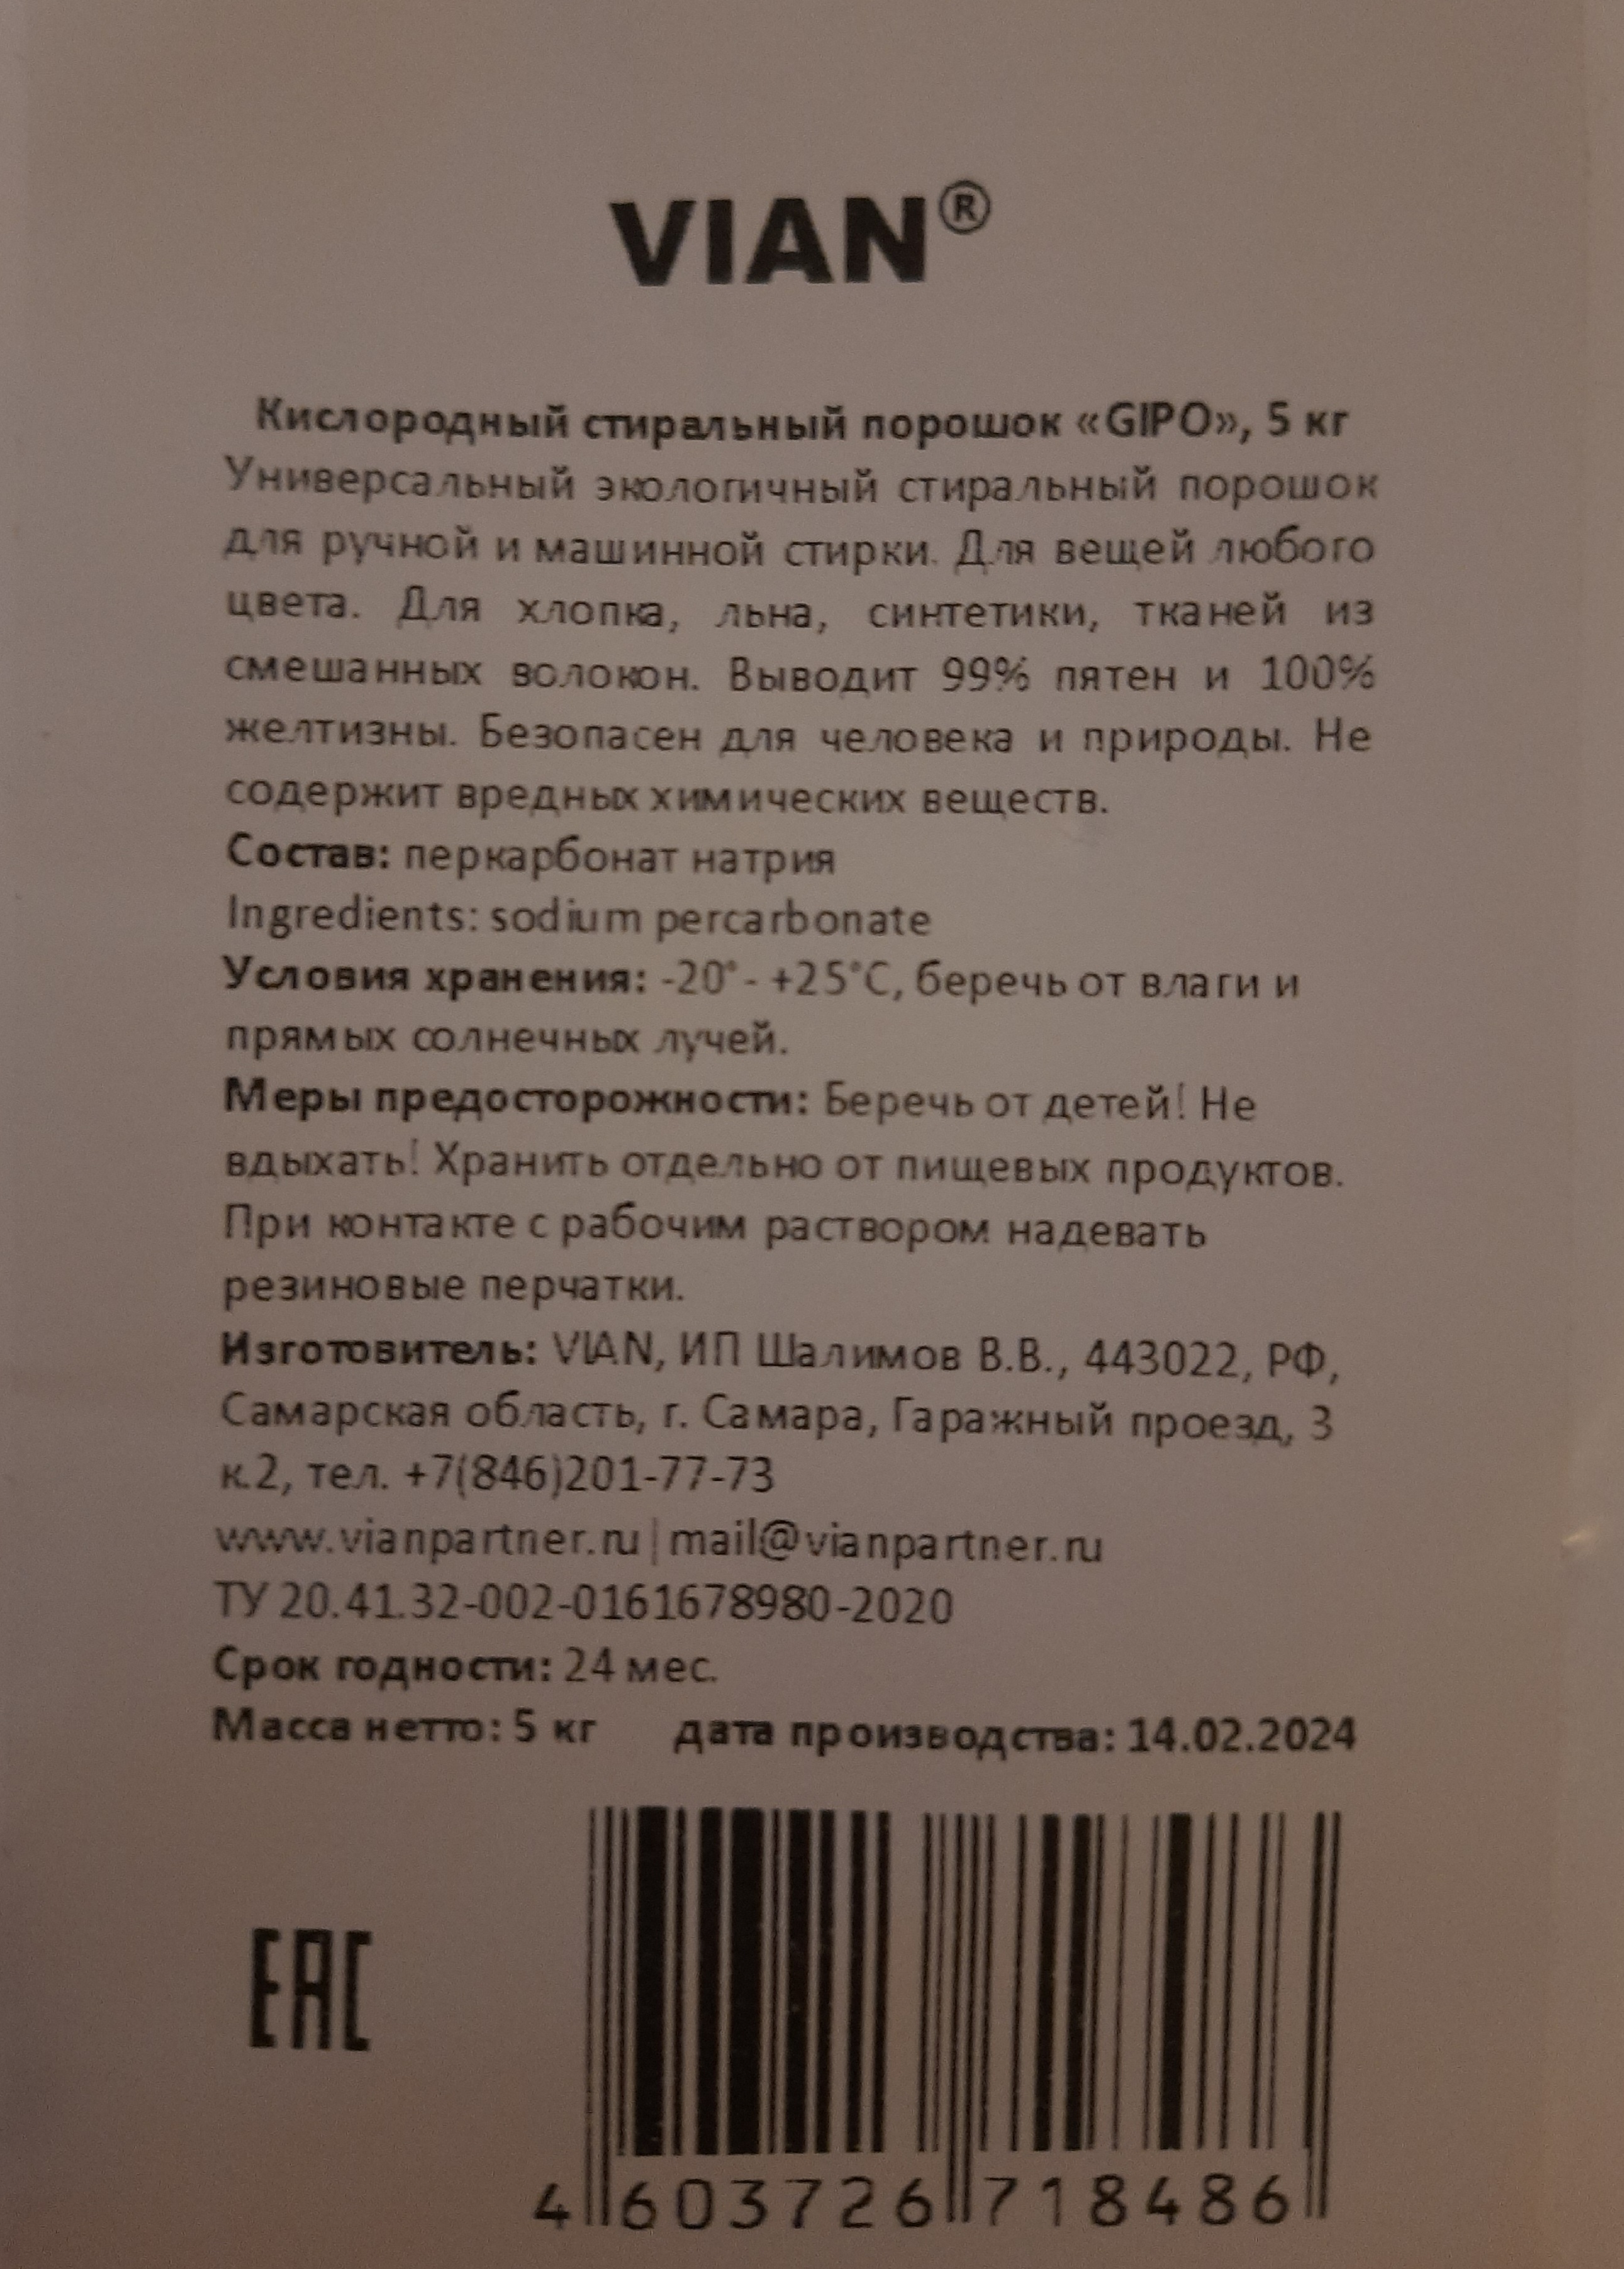 VIAN®
Кислородный стиральный порошок «GIPO», 5 кг
Универсальный экологичный стиральный порошок
для ручной и машинной стирки. Для вещей любого
цвета. Для хлопка, льна, синтетики, тканей из
смешанных волокон. Выводит 99% пятен и 100%
желтизны. Безопасен для человека и природы. Не
содержит вредных химических веществ.
Состав: перкарбонат натрия
Ingredients: sodium percarbonate
Условия хранения: -20°- +25°С, беречь от влаги и
прямых солнечных лучей.
Меры предосторожности: Беречь от детей! Не
вдыхать! Хранить отдельно от пищевых продуктов.
При контакте с рабочим раствором надевать
резиновые перчатки.
Изготовитель: VIAN, ИП Шалимов В.В., 443022, РФ,
Самарская область, г. Самара, Гаражный проезд, 3
к.2, тел. +7(846)201-77-73
www.vianpartner.ru | mail@vianpartner.ru
ТУ 20.41.32-002-0161678980-2020
Срок годности: 24 мес.
Масса нетто: 5 кг дата производства: 14.02.2024
EAC
4 603726 718486